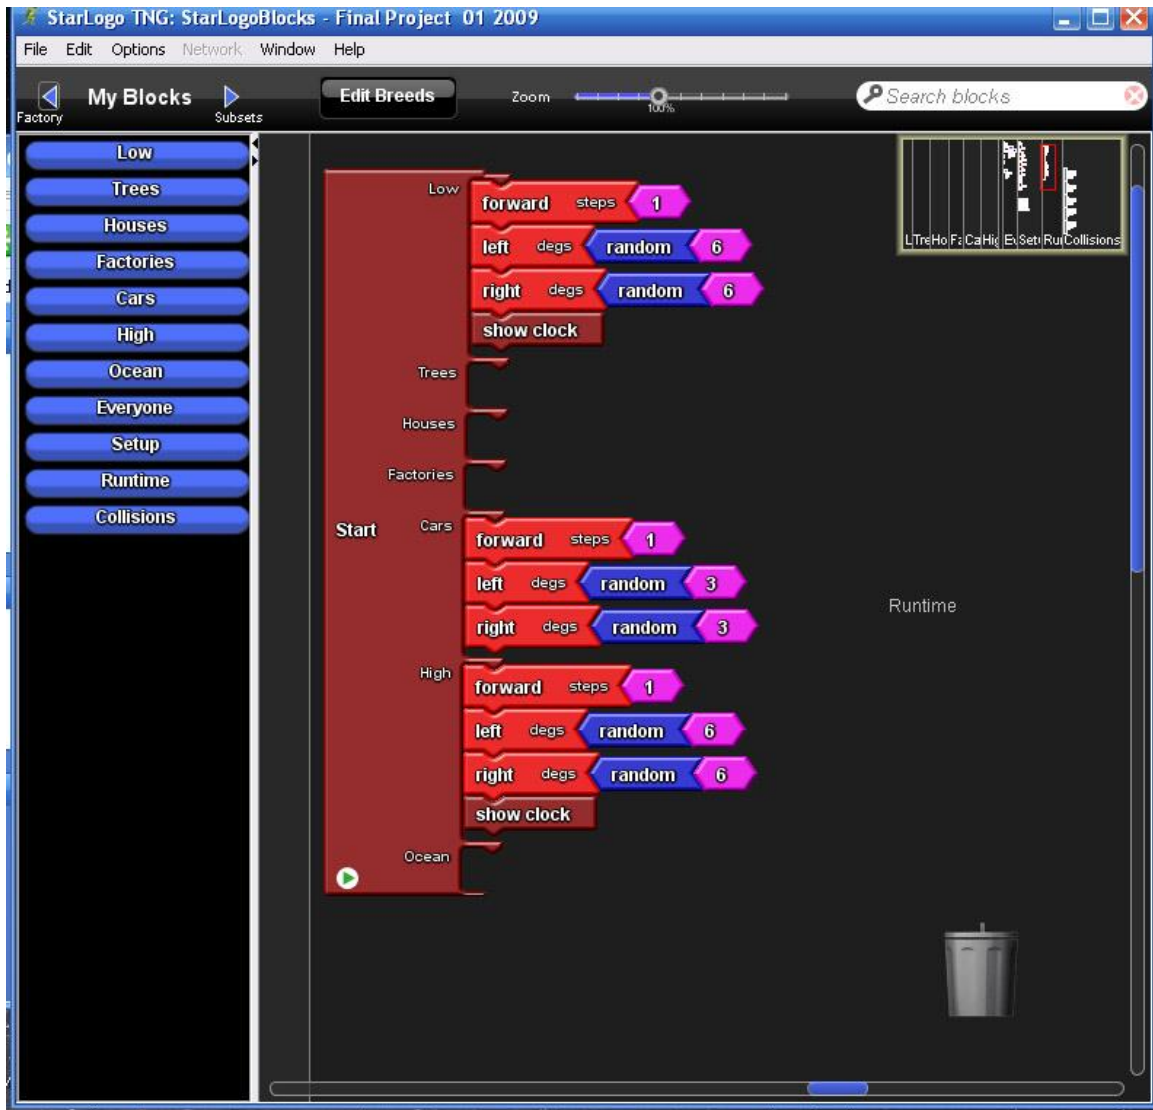 StarLogo TNG: StarLogoBlocks - Final Project 01 2009
File Edit Options Network Window Help
Factory
My Blocks
Subsets
Edit Breeds
Zoom
100%
Search blocks
Low
Trees
Houses
Factories
Cars
High
Ocean
Everyone
Setup
Runtime
Collisions
Start
Low
forward steps 1
left degs random 6
right degs random 6
show clock
Trees
Houses
Factories
Cars
forward steps 1
left degs random 3
right degs random 3
High
forward steps 1
left degs random 6
right degs random 6
show clock
Ocean
Collisions
Runtime